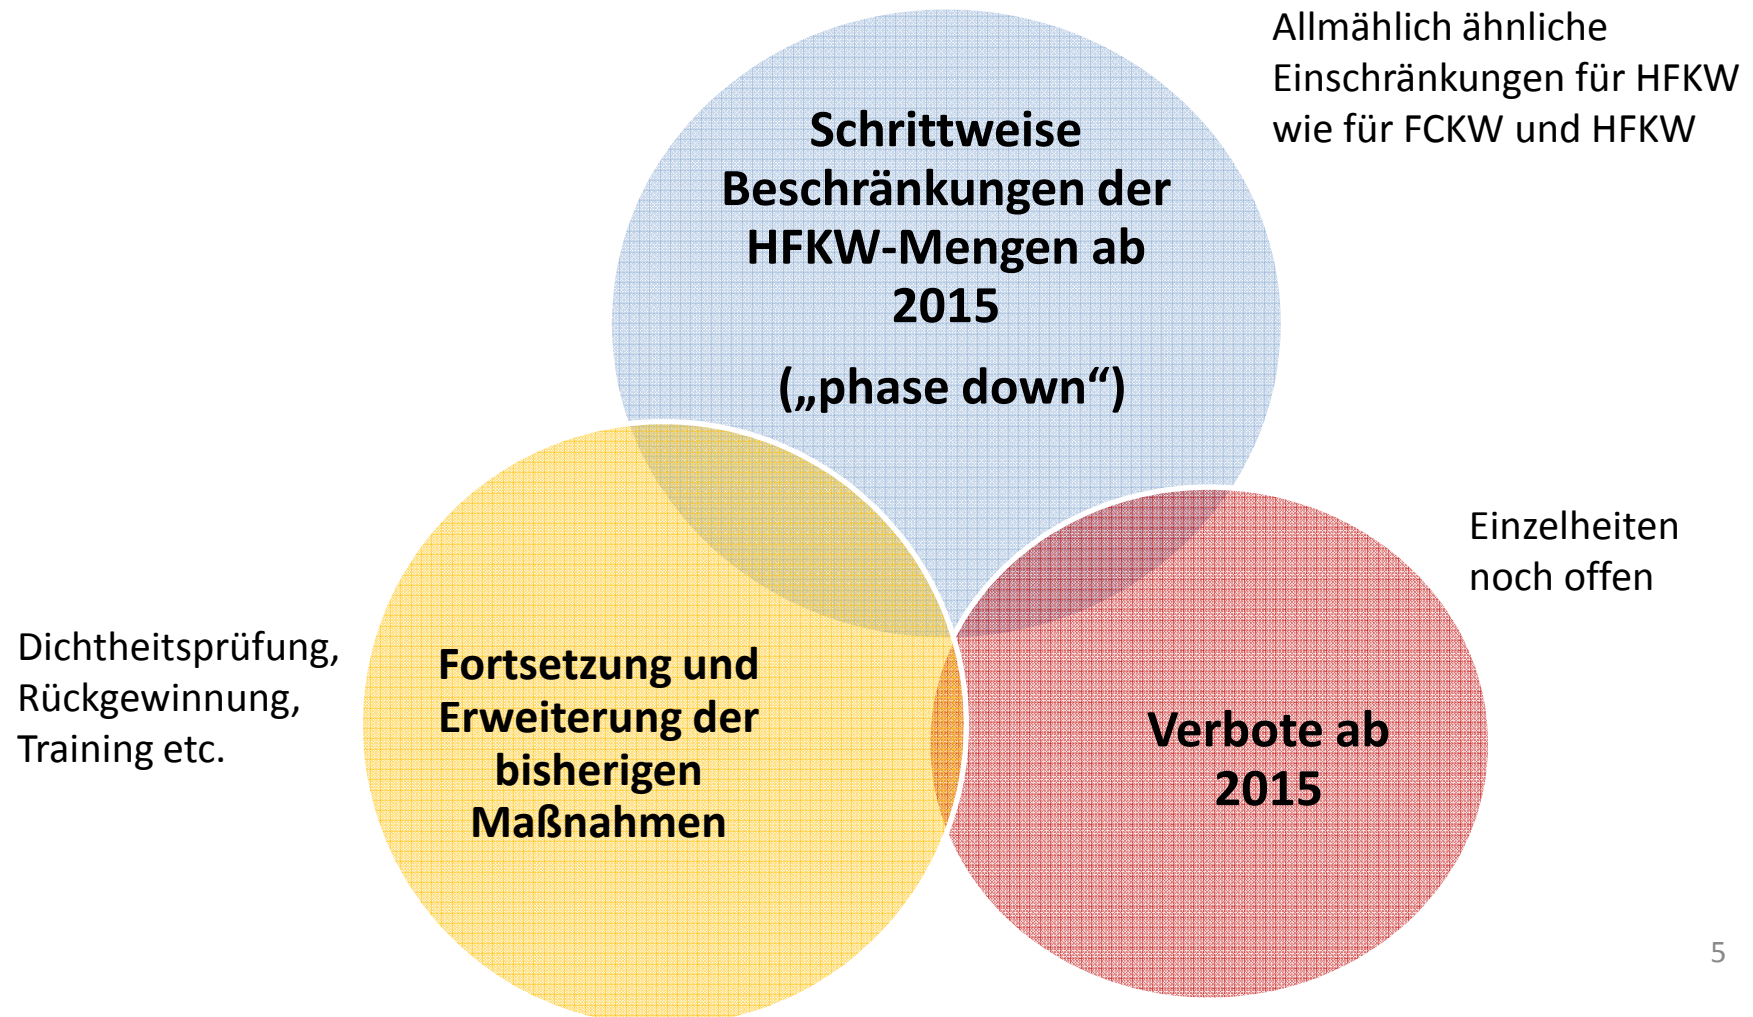 Allmählich ähnliche
Einschränkungen für HFKW
wie für FCKW und HFKW
Schrittweise
Beschränkungen der
HFKW-Mengen ab
2015
(„phase down“)
Einzelheiten
noch offen
Dichtheitsprüfung,
Rückgewinnung,
Training etc.
Fortsetzung und
Erweiterung der
bisherigen
Maßnahmen
Verbote ab
2015
5